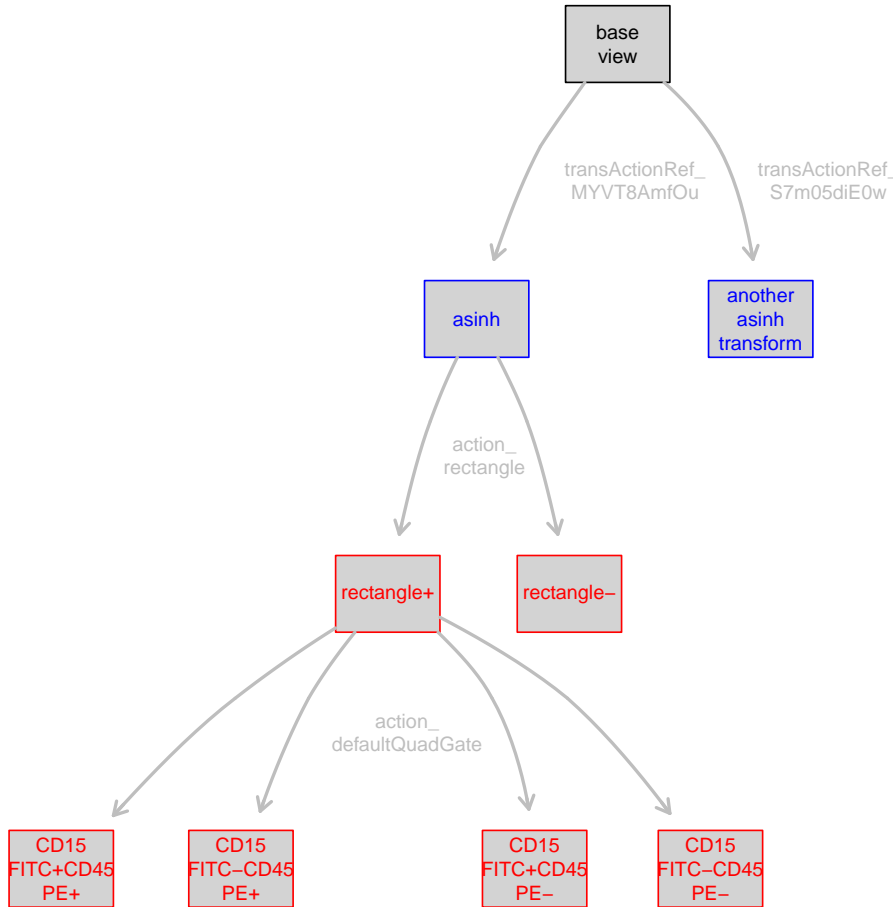 base
view
transActionRef_
MYVT8AmfOu
transActionRef_
S7m05diE0w
asinh
another
asinh
transform
action_
rectangle
rectangle+
rectangle−
action_
defaultQuadGate
CD15
FITC+CD45
PE+
CD15
FITC−CD45
PE+
CD15
FITC+CD45
PE−
CD15
FITC−CD45
PE−